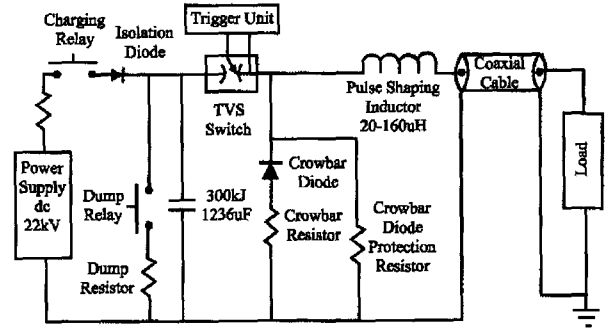 Charging
Relay
Isolation
Diode
Trigger Unit
TVS
Switch
Pulse Shaping
Inductor
20-160uH
Coaxial
Cable
Power
Supply
dc
22kV
Dump
Relay
Dump
Resistor
300kJ
1236uF
Crowbar
Diode
Crowbar
Resistor
Crowbar
Diode
Protection
Resistor
Load